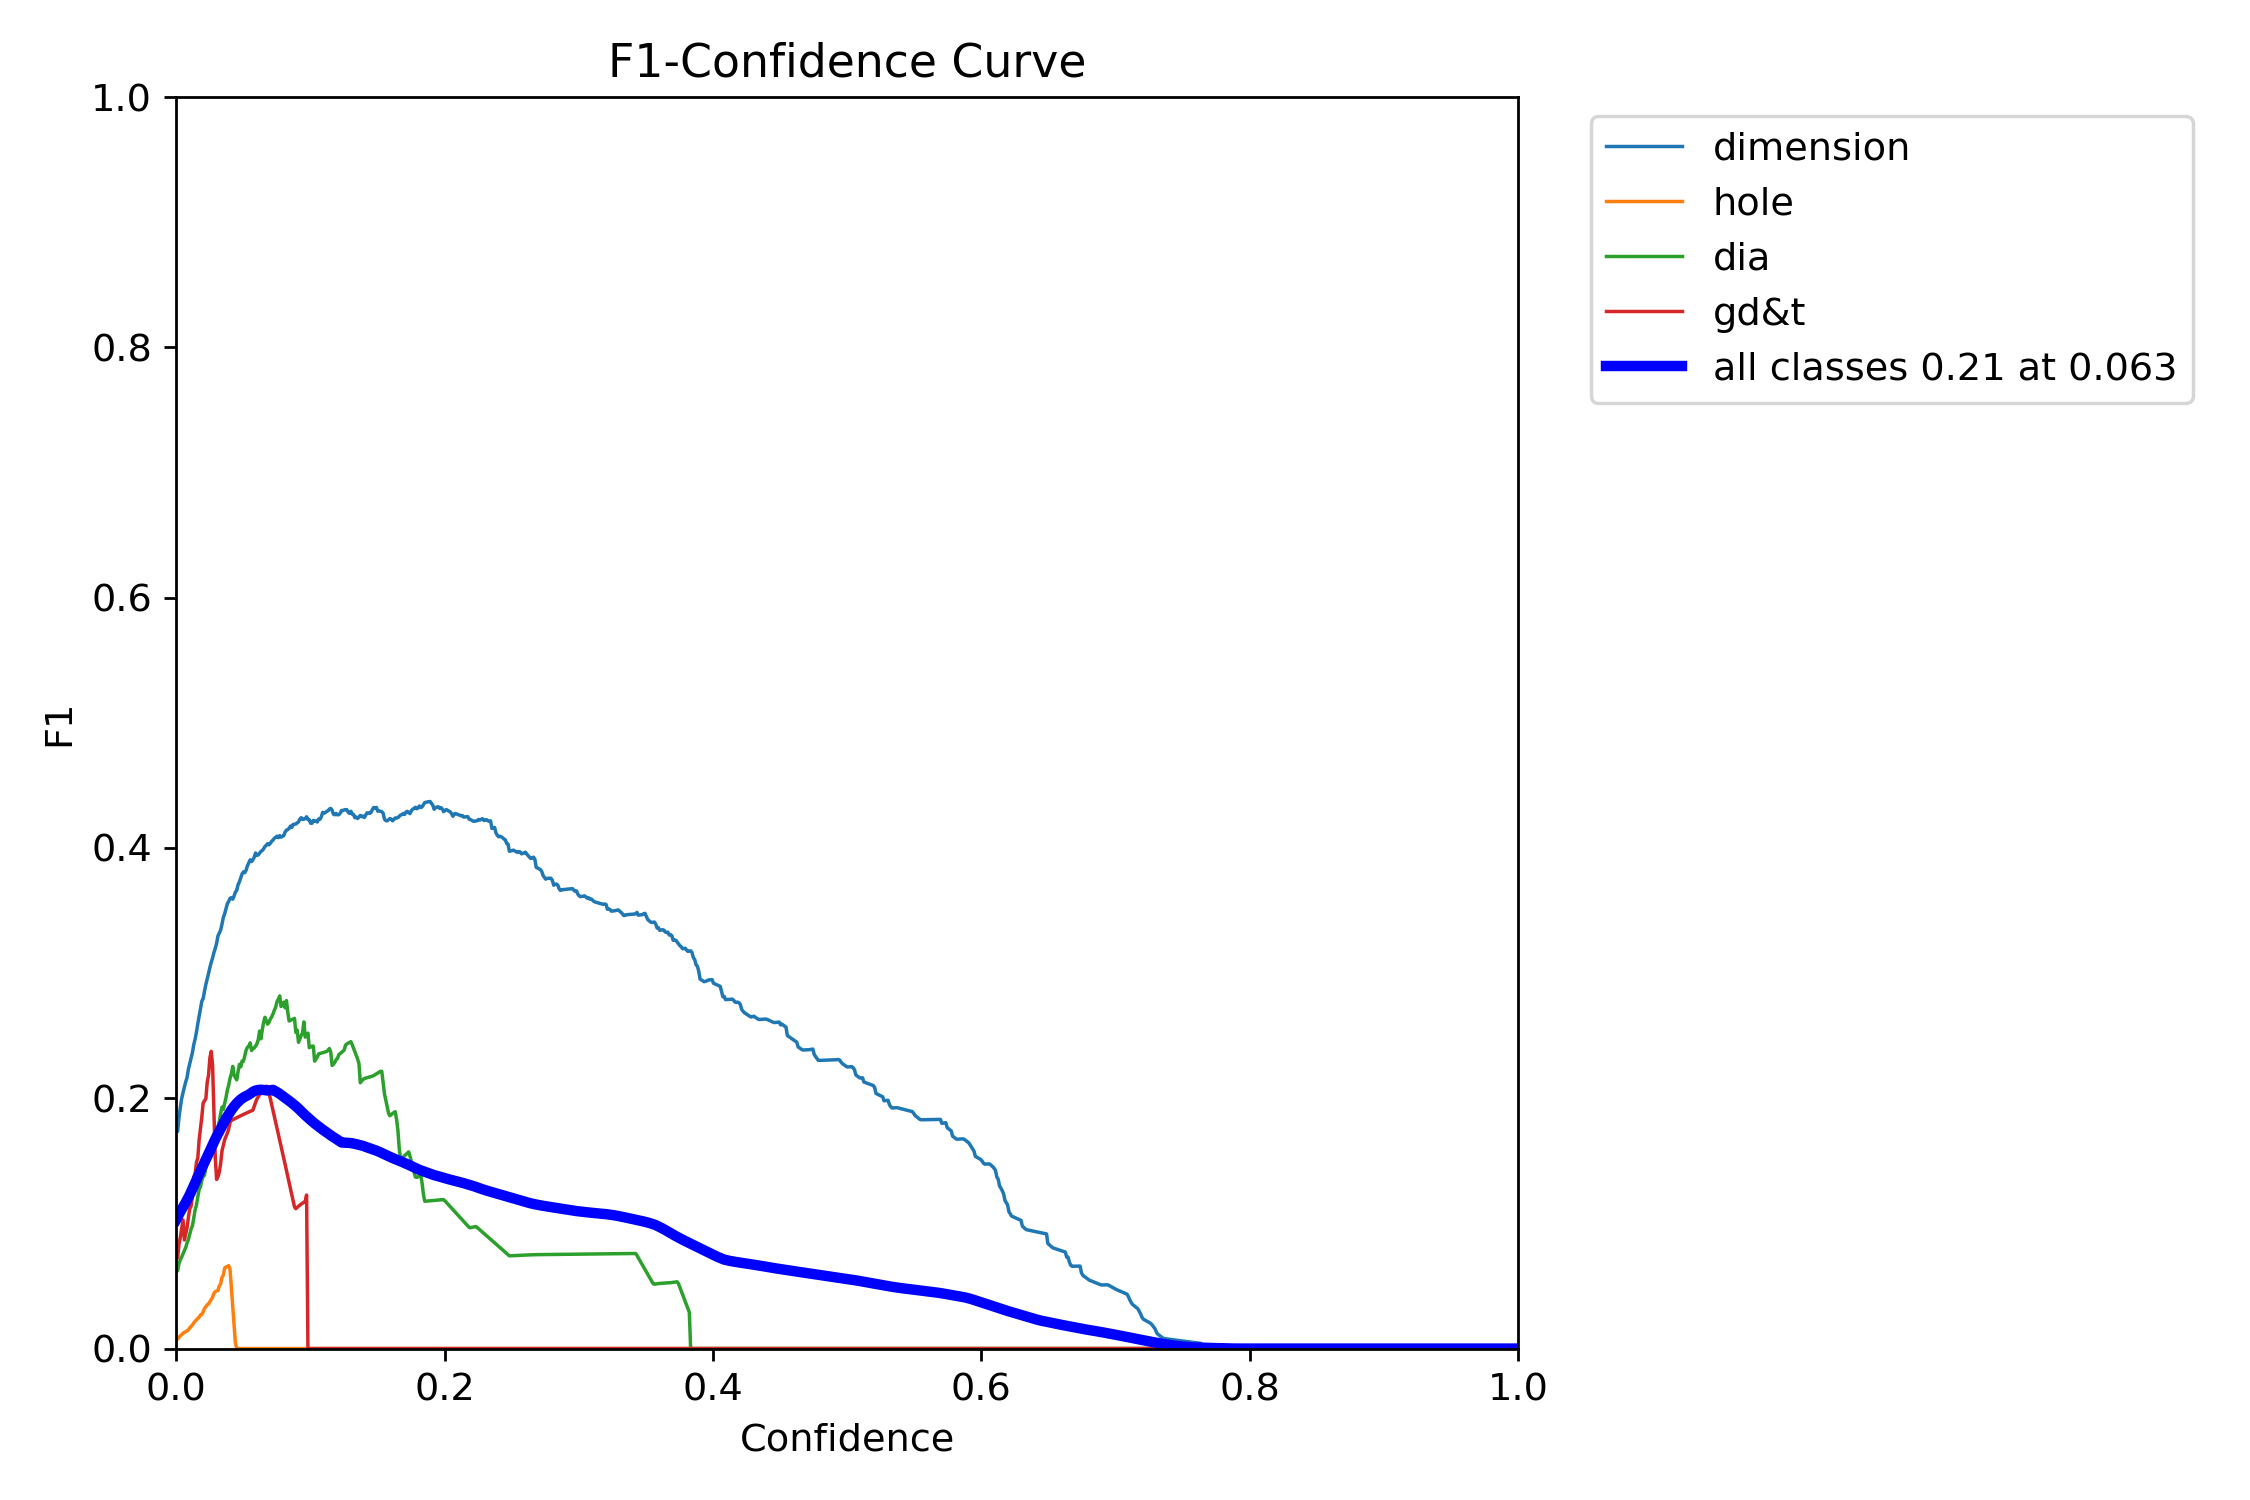 F1-Confidence Curve
1.0
0.8
0.6
0.4
0.2
0.0
F1
0.0 0.2 0.4 0.6 0.8 1.0
Confidence
dimension
hole
dia
gd&t
all classes 0.21 at 0.063